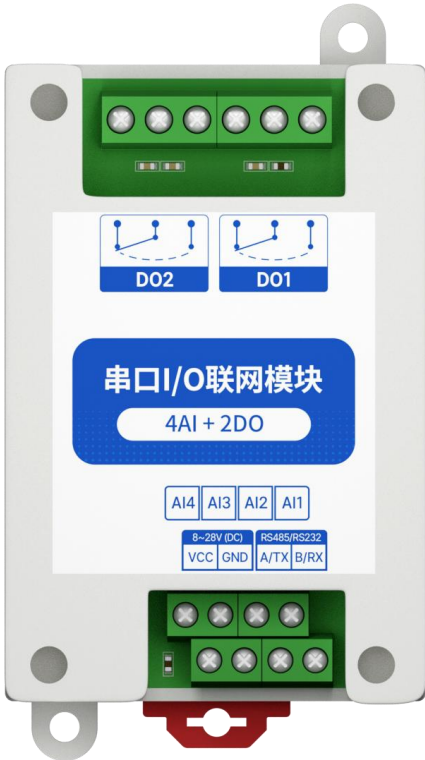 DO2 DO1
串口I/O联网模块
4AI + 2DO
AI4 AI3 AI2 AI1
8~28V (DC) RS485/RS232
VCC GND A/TX B/RX